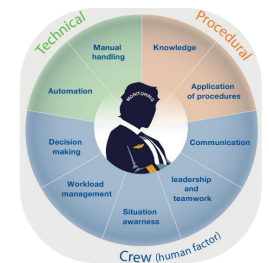 Technical
Procedural
Manual
handling
Knowledge
Automation
MONITORING
Application
of procedures
Decision
making
Communication
Workload
management
leadership
and
teamwork
Situation
awarness
Crew (human factor)